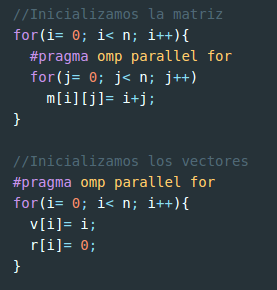 //Inicializamos la matriz
for(i= 0; i< n; i++){
  #pragma omp parallel for
  for(j= 0; j< n; j++)
    m[i][j]= i+j;
}

//Inicializamos los vectores
#pragma omp parallel for
for(i= 0; i< n; i++){
  v[i]= i;
  r[i]= 0;
}